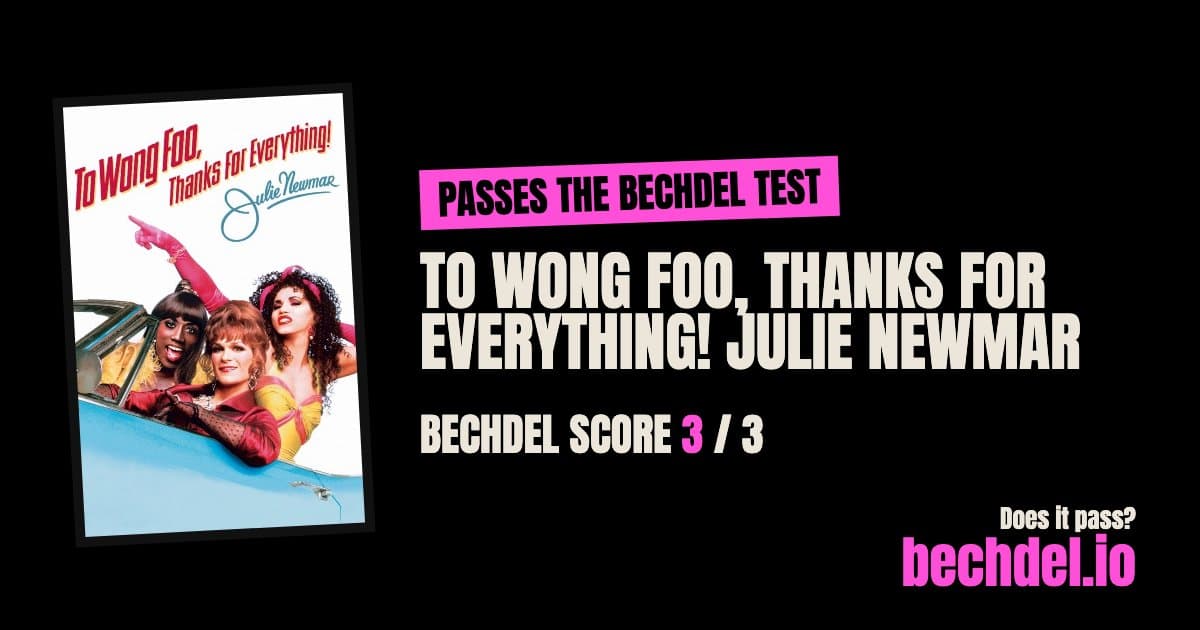 To Wong Foo,
Thanks For Everything!
Julie Newmar
PASSES THE BECHDEL TEST
TO WONG FOO, THANKS FOR
EVERYTHING! JULIE NEWMAR
BECHDEL SCORE 3 / 3
Does it pass?
bechdel.io